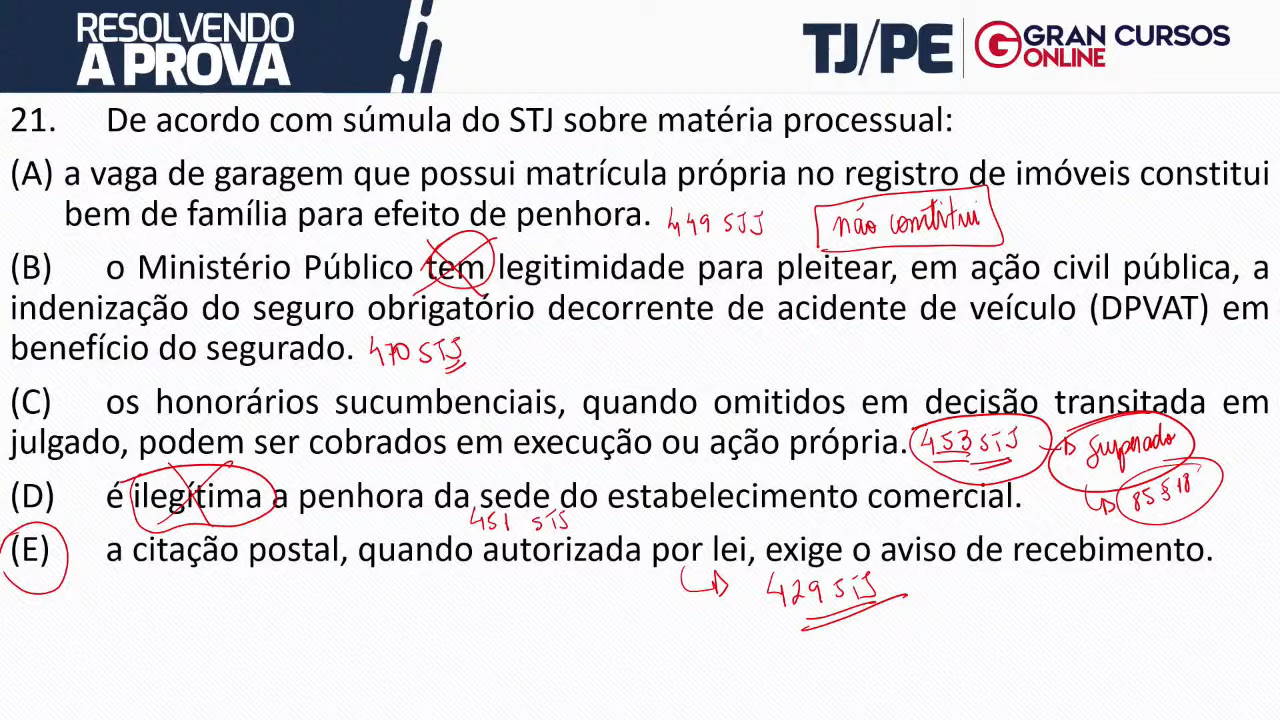 RESOLVENDO
A PROVA
TJ/PE
GRAN CURSOS
ONLINE
21. De acordo com súmula do STJ sobre matéria processual:
(A) a vaga de garagem que possui matrícula própria no registro de imóveis constitui
bem de família para efeito de penhora. 449 STJ não constitui
(B) o Ministério Público tem legitimidade para pleitear, em ação civil pública, a
indenização do seguro obrigatório decorrente de acidente de veículo (DPVAT) em
benefício do segurado. 470 STJ
(C) os honorários sucumbenciais, quando omitidos em decisão transitada em
julgado, podem ser cobrados em execução ou ação própria. 453 STJ superado
(D) é ilegítima a penhora da sede do estabelecimento comercial. 85 § 18
451 STJ
(E) a citação postal, quando autorizada por lei, exige o aviso de recebimento.
429 STJ